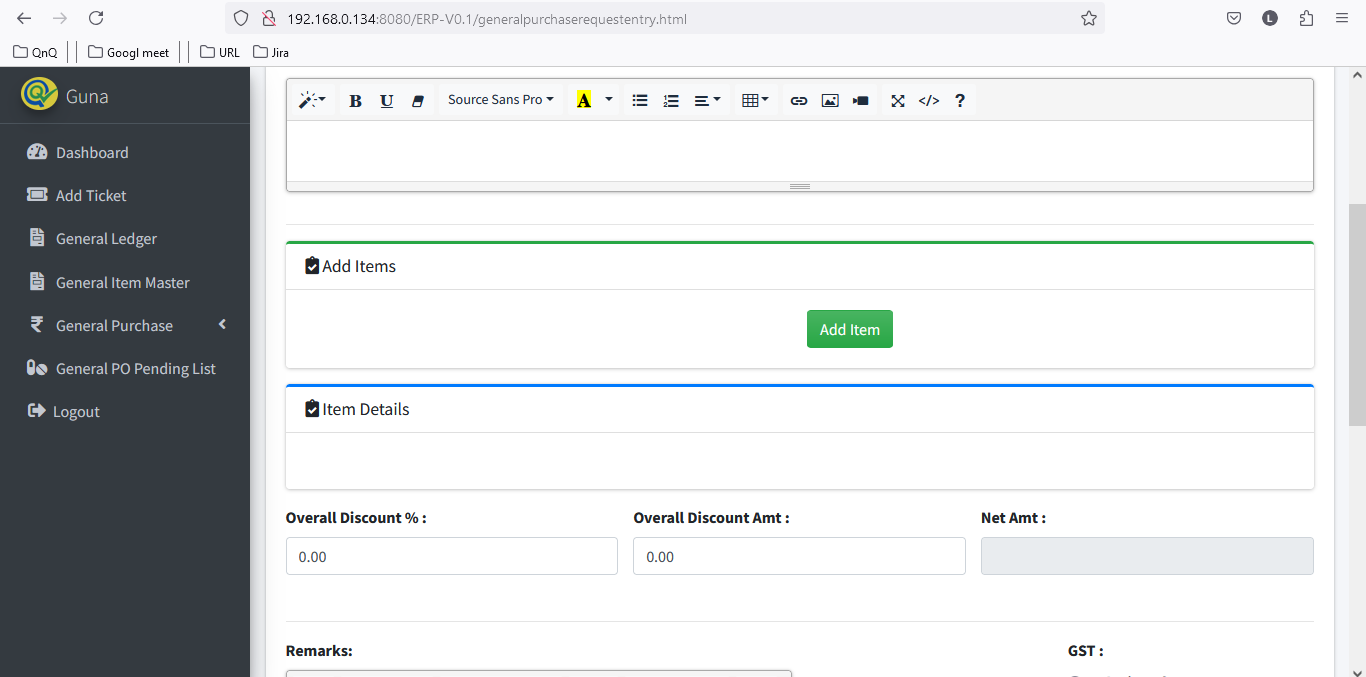 192.168.0.134:8080/ERP-V0.1/generalpurchaserequestentry.html
L
QnQ
Googl meet
URL
Jira
Guna
Dashboard
Add Ticket
General Ledger
General Item Master
General Purchase
General PO Pending List
Logout
B U Source Sans Pro A </> ?
Add Items
Add Item
Item Details
Overall Discount % : Overall Discount Amt : Net Amt :
0.00 0.00
Remarks: GST :